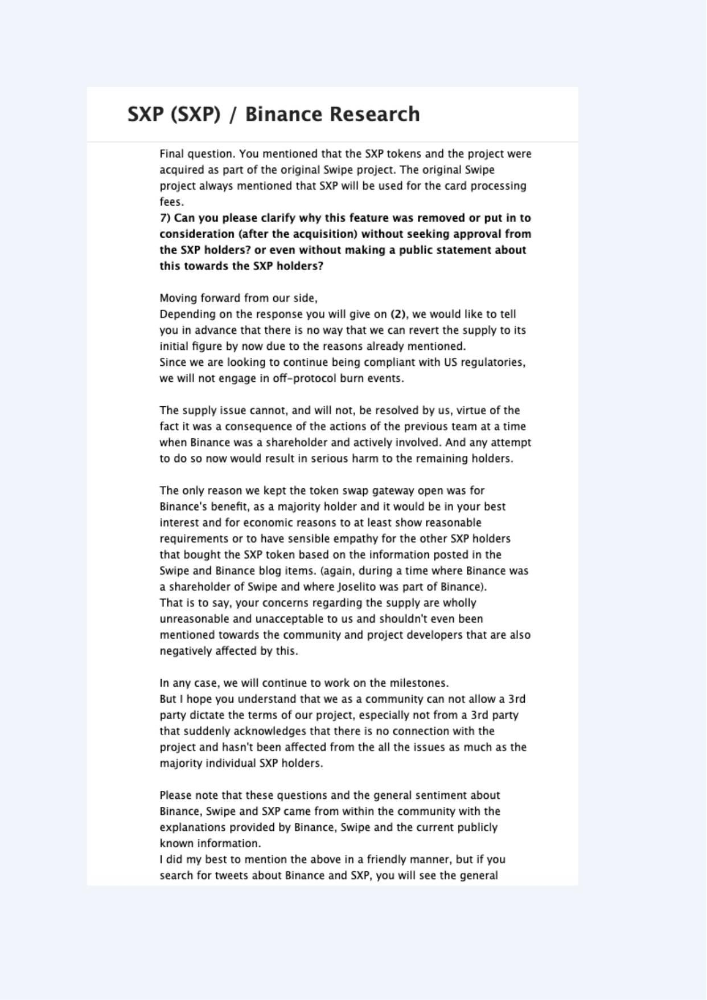 SXP (SXP) / Binance Research
Final question. You mentioned that the SXP tokens and the project were
acquired as part of the original Swipe project. The original Swipe
project always mentioned that SXP will be used for the card processing
fees.
7) Can you please clarify why this feature was removed or put in to
consideration (after the acquisition) without seeking approval from
the SXP holders? or even without making a public statement about
this towards the SXP holders?
Moving forward from our side,
Depending on the response you will give on (2), we would like to tell
you in advance that there is no way that we can revert the supply to its
initial figure by now due to the reasons already mentioned.
Since we are looking to continue being compliant with US regulatories,
we will not engage in off-protocol burn events.
The supply issue cannot, and will not, be resolved by us, virtue of the
fact it was a consequence of the actions of the previous team at a time
when Binance was a shareholder and actively involved. And any attempt
to do so now would result in serious harm to the remaining holders.
The only reason we kept the token swap gateway open was for
Binance's benefit, as a majority holder and it would be in your best
interest and for economic reasons to at least show reasonable
requirements or to have sensible empathy for the other SXP holders
that bought the SXP token based on the information posted in the
Swipe and Binance blog items. (again, during a time where Binance was
a shareholder of Swipe and where Joselito was part of Binance).
That is to say, your concerns regarding the supply are wholly
unreasonable and unacceptable to us and shouldn't even been
mentioned towards the community and project developers that are also
negatively affected by this.
In any case, we will continue to work on the milestones.
But I hope you understand that we as a community can not allow a 3rd
party dictate the terms of our project, especially not from a 3rd party
that suddenly acknowledges that there is no connection with the
project and hasn't been affected from the all the issues as much as the
majority individual SXP holders.
Please note that these questions and the general sentiment about
Binance, Swipe and SXP came from within the community with the
explanations provided by Binance, Swipe and the current publicly
known information.
I did my best to mention the above in a friendly manner, but if you
search for tweets about Binance and SXP, you will see the general